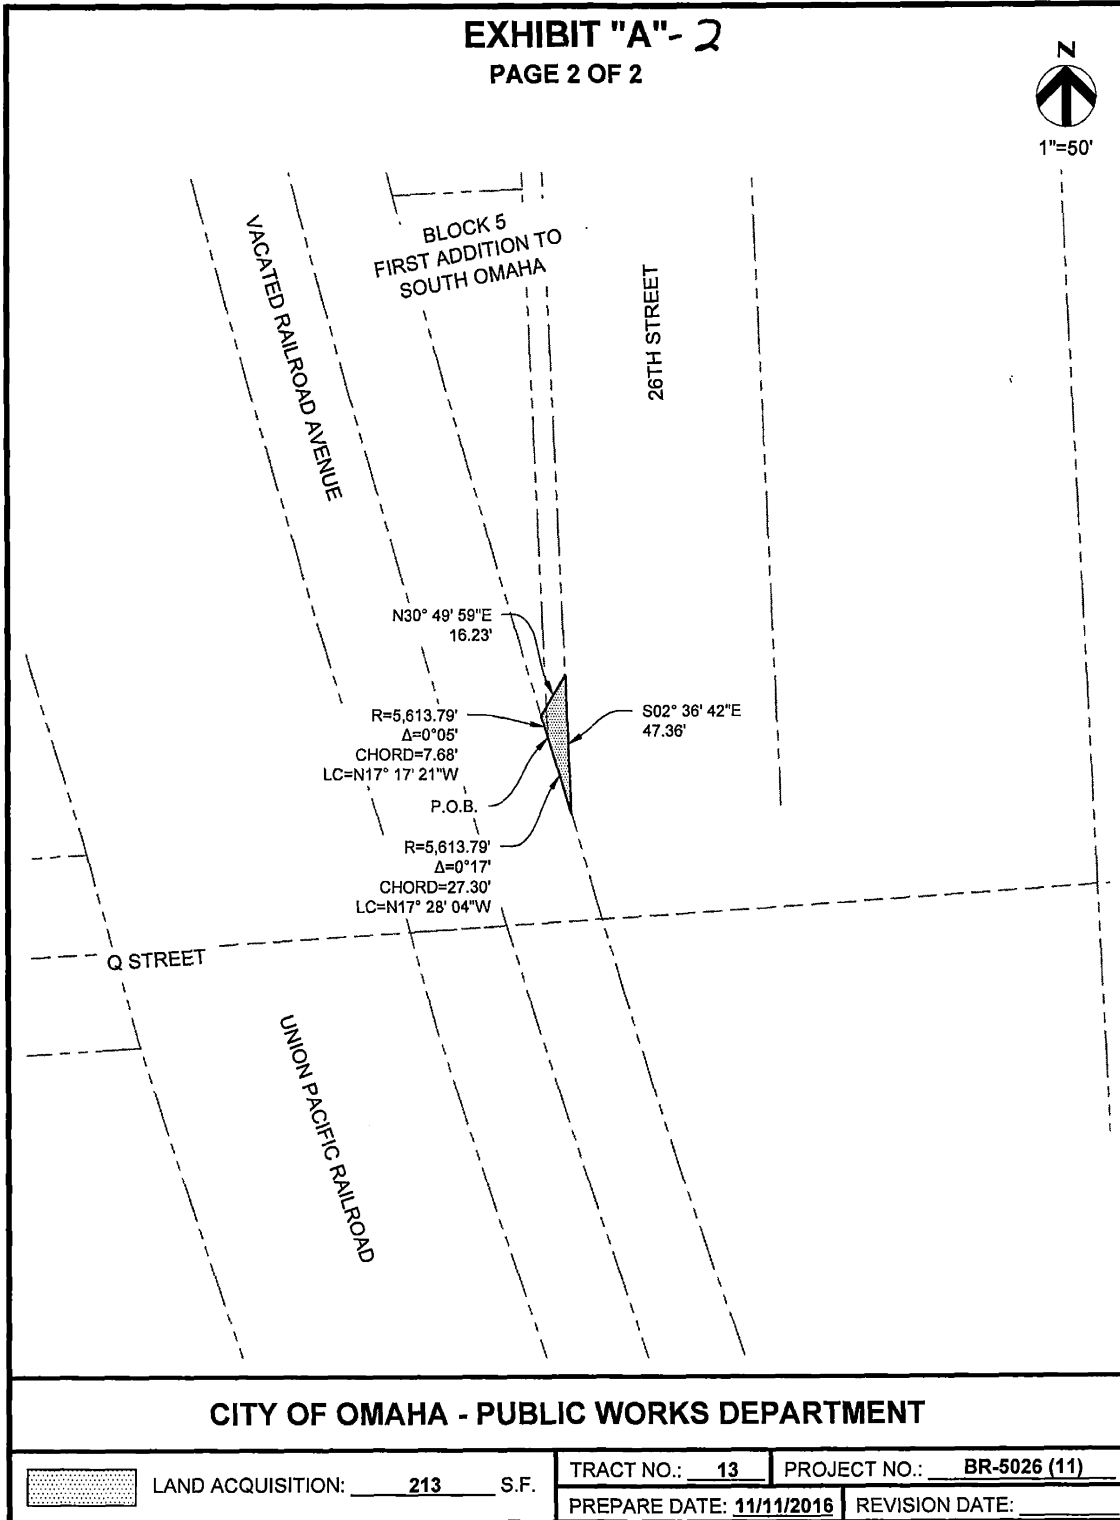 EXHIBIT "A"- 2
PAGE 2 OF 2
N
1"=50'
BLOCK 5
FIRST ADDITION TO
SOUTH OMAHA
VACATED RAILROAD AVENUE
26TH STREET
N30° 49' 59"E
16.23'
R=5,613.79'
Δ=0°05'
CHORD=7.68'
LC=N17° 17' 21"W
S02° 36' 42"E
47.36'
P.O.B.
R=5,613.79'
Δ=0°17'
CHORD=27.30'
LC=N17° 28' 04"W
Q STREET
UNION PACIFIC RAILROAD
CITY OF OMAHA - PUBLIC WORKS DEPARTMENT
LAND ACQUISITION: 213 S.F.
TRACT NO.: 13 PROJECT NO.: BR-5026 (11)
PREPARE DATE: 11/11/2016 REVISION DATE: